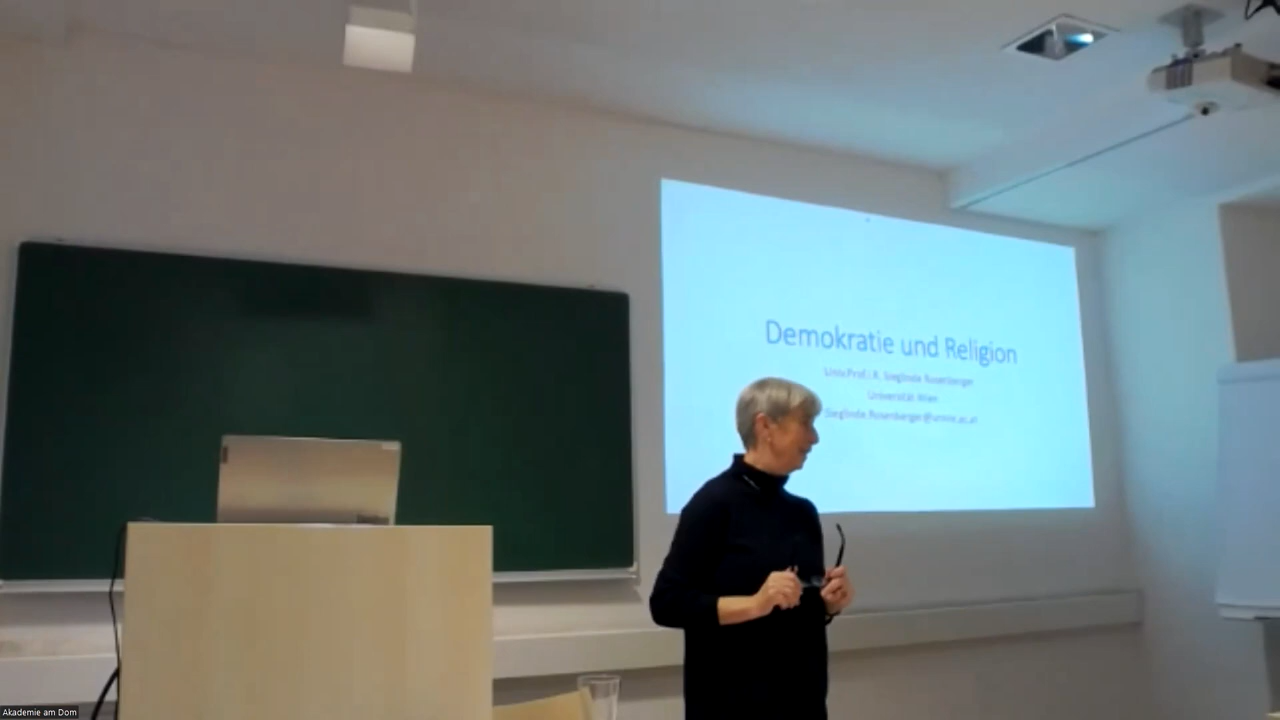 Demokratie und Religion
Univ.Prof.i.R. Sieglinde Rosenberger
Universität Wien
Sieglinde.Rosenberger@univie.ac.at
Akademie am Dom